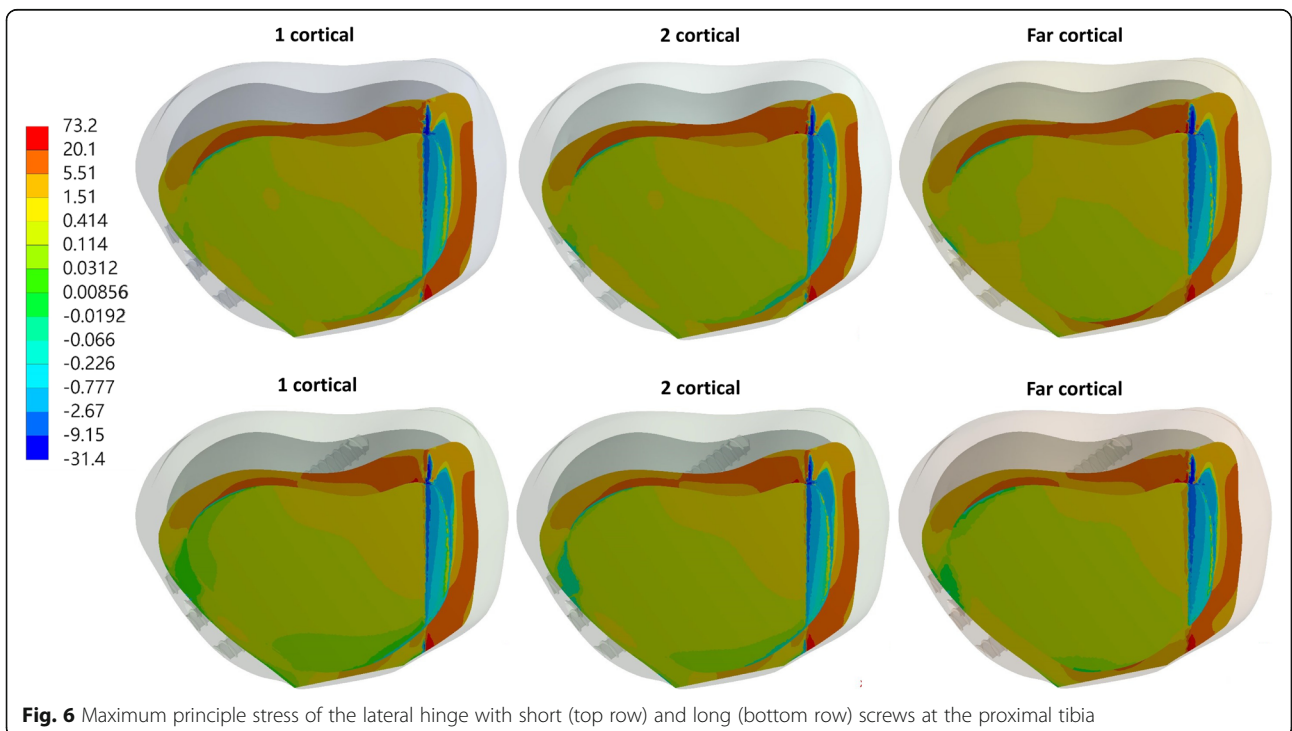 1 cortical
2 cortical
Far cortical
73.2
20.1
5.51
1.51
0.414
0.114
0.0312
0.00856
-0.0192
-0.066
-0.226
-0.777
-2.67
-9.15
-31.4
1 cortical
2 cortical
Far cortical
Fig. 6 Maximum principle stress of the lateral hinge with short (top row) and long (bottom row) screws at the proximal tibia